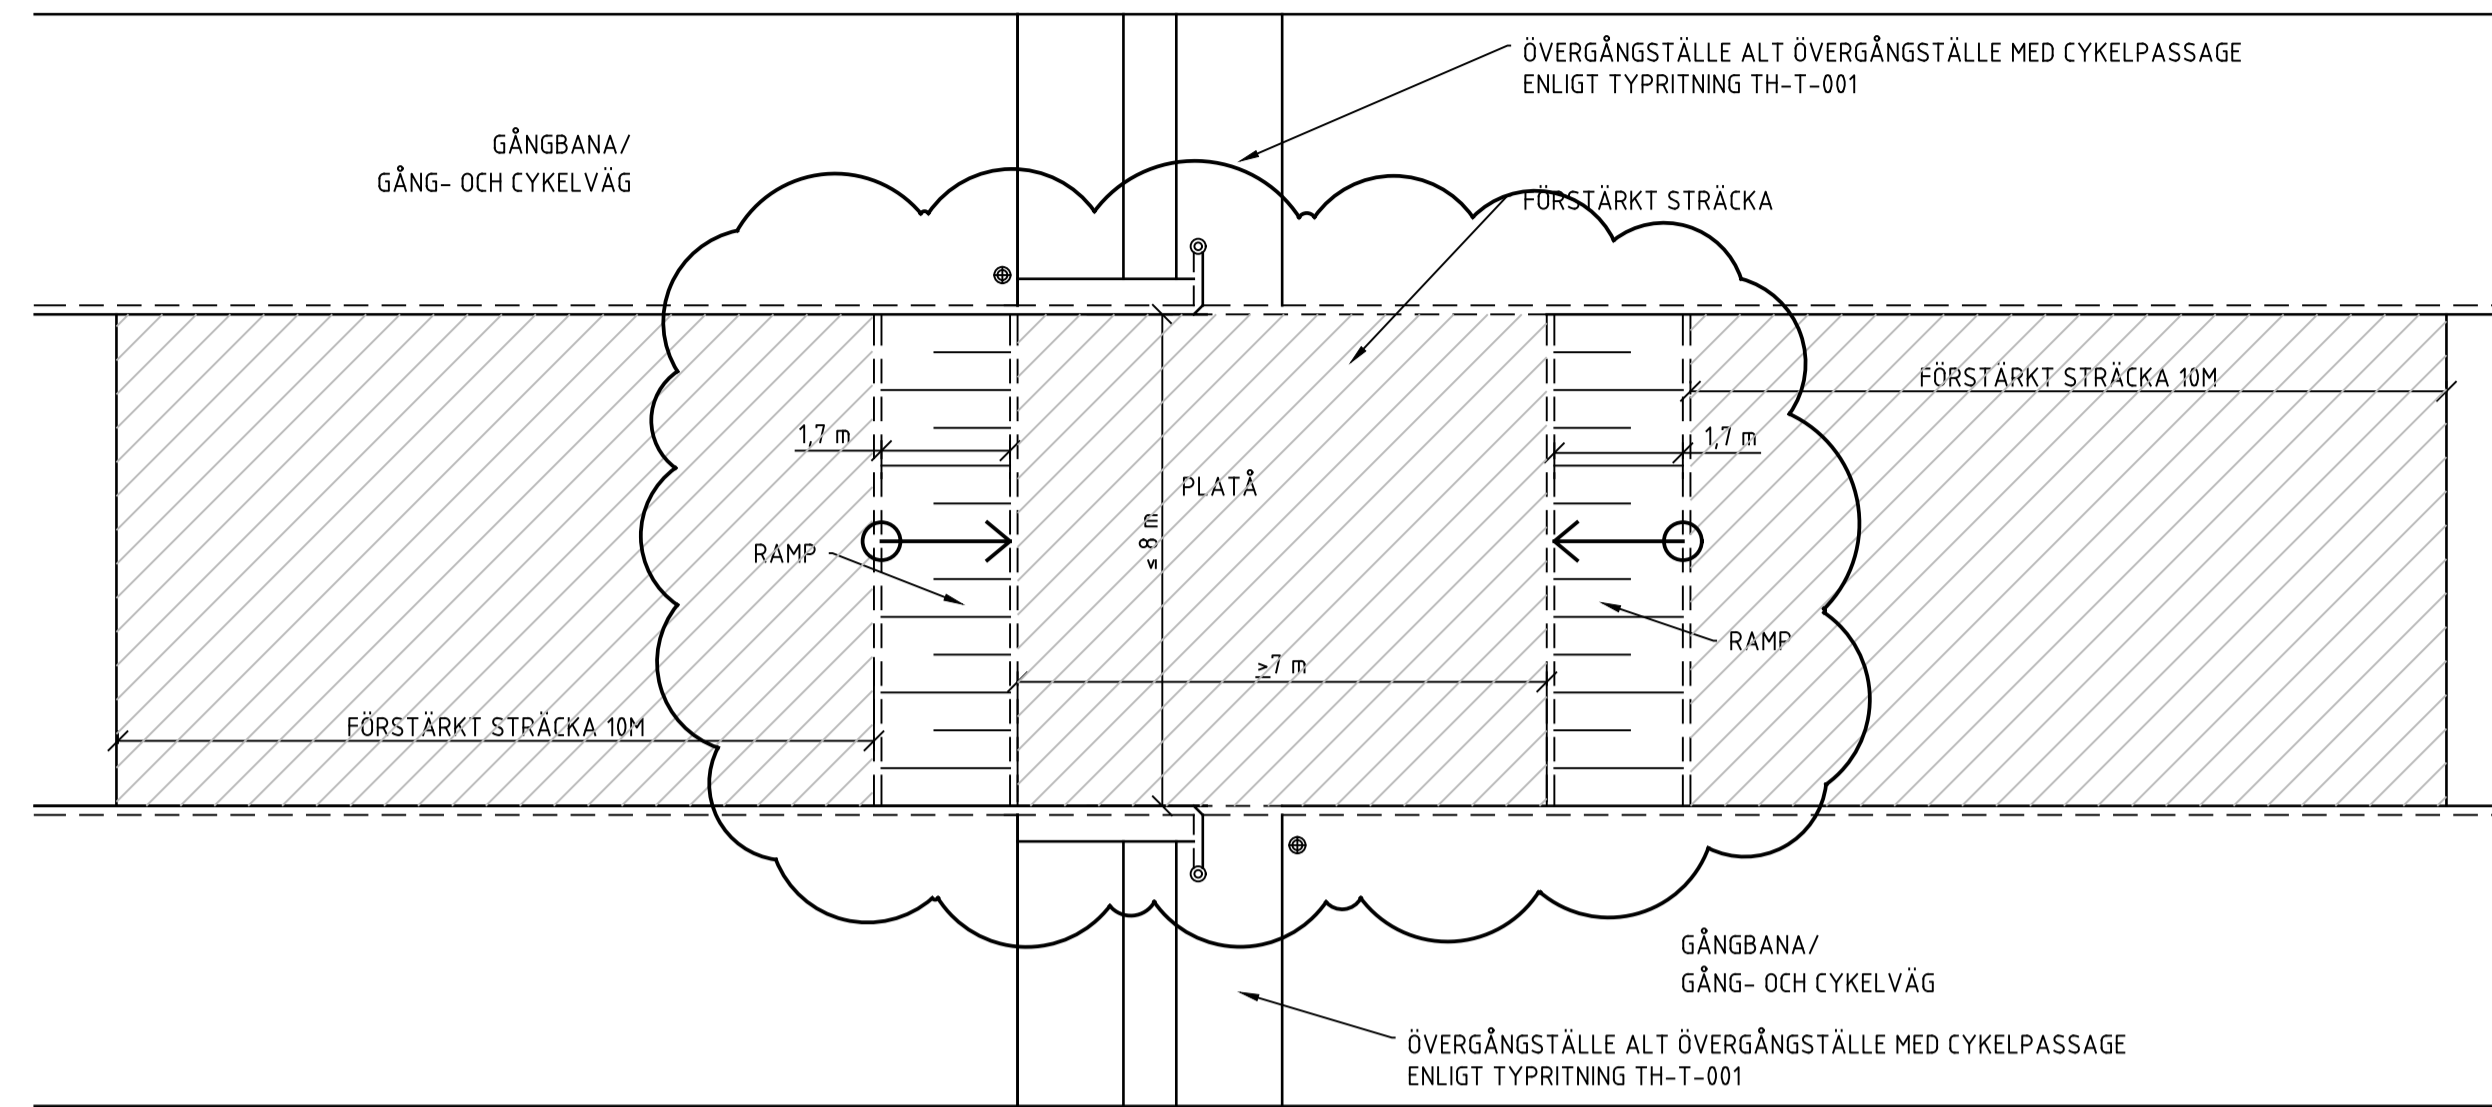 ÖVERGÅNGSTÄLLE ALT ÖVERGÅNGSTÄLLE MED CYKELPASSAGE
ENLIGT TYPRITNING TH-T-001
GÅNGBANA/
GÅNG- OCH CYKELVÄG
FÖRSTÄRKT STRÄCKA
FÖRSTÄRKT STRÄCKA 10M
1,7 m
1,7 m
PLATÅ
≤ 8 m
RAMP
RAMP
≥7 m
FÖRSTÄRKT STRÄCKA 10M
GÅNGBANA/
GÅNG- OCH CYKELVÄG
ÖVERGÅNGSTÄLLE ALT ÖVERGÅNGSTÄLLE MED CYKELPASSAGE
ENLIGT TYPRITNING TH-T-001